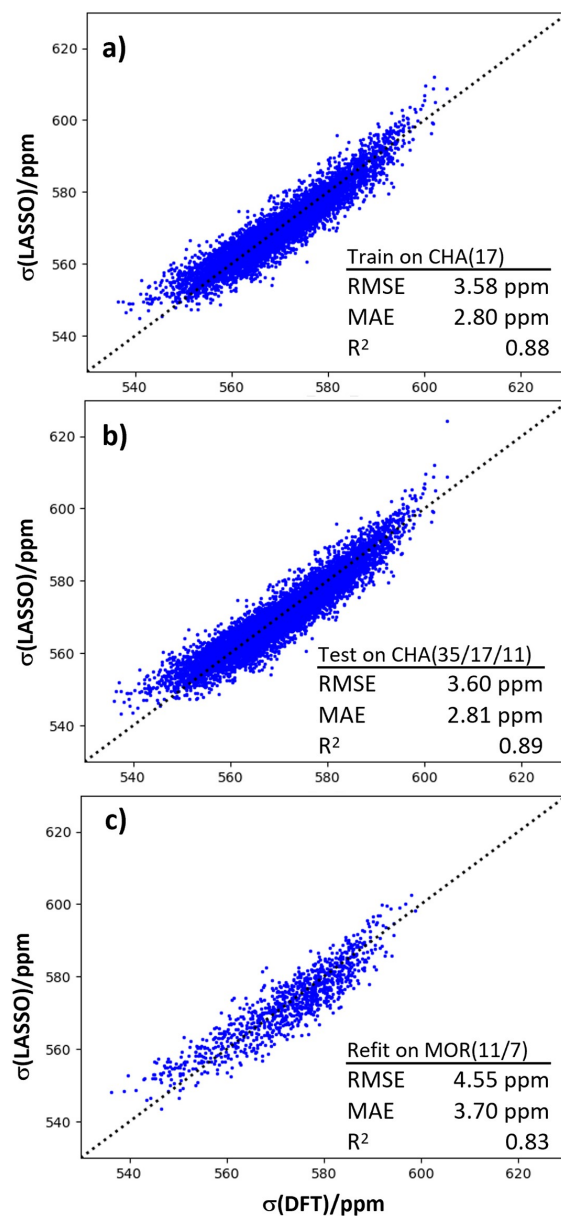 a)
σ(LASSO)/ppm
620
600
580
560
540
Train on CHA(17)
RMSE 3.58 ppm
MAE 2.80 ppm
R² 0.88
540 560 580 600 620
b)
σ(LASSO)/ppm
620
600
580
560
540
Test on CHA(35/17/11)
RMSE 3.60 ppm
MAE 2.81 ppm
R² 0.89
540 560 580 600 620
c)
σ(LASSO)/ppm
620
600
580
560
540
Refit on MOR(11/7)
RMSE 4.55 ppm
MAE 3.70 ppm
R² 0.83
540 560 580 600 620
σ(DFT)/ppm